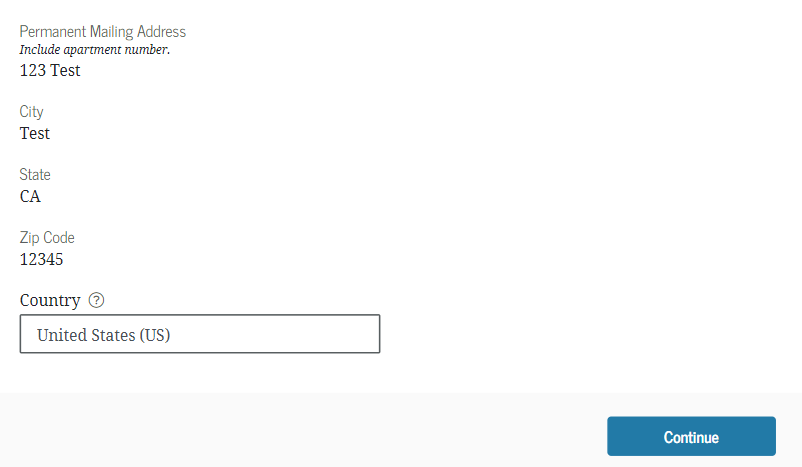 Permanent Mailing Address
Include apartment number.
123 Test
City
Test
State
CA
Zip Code
12345
Country ?
United States (US)
Continue